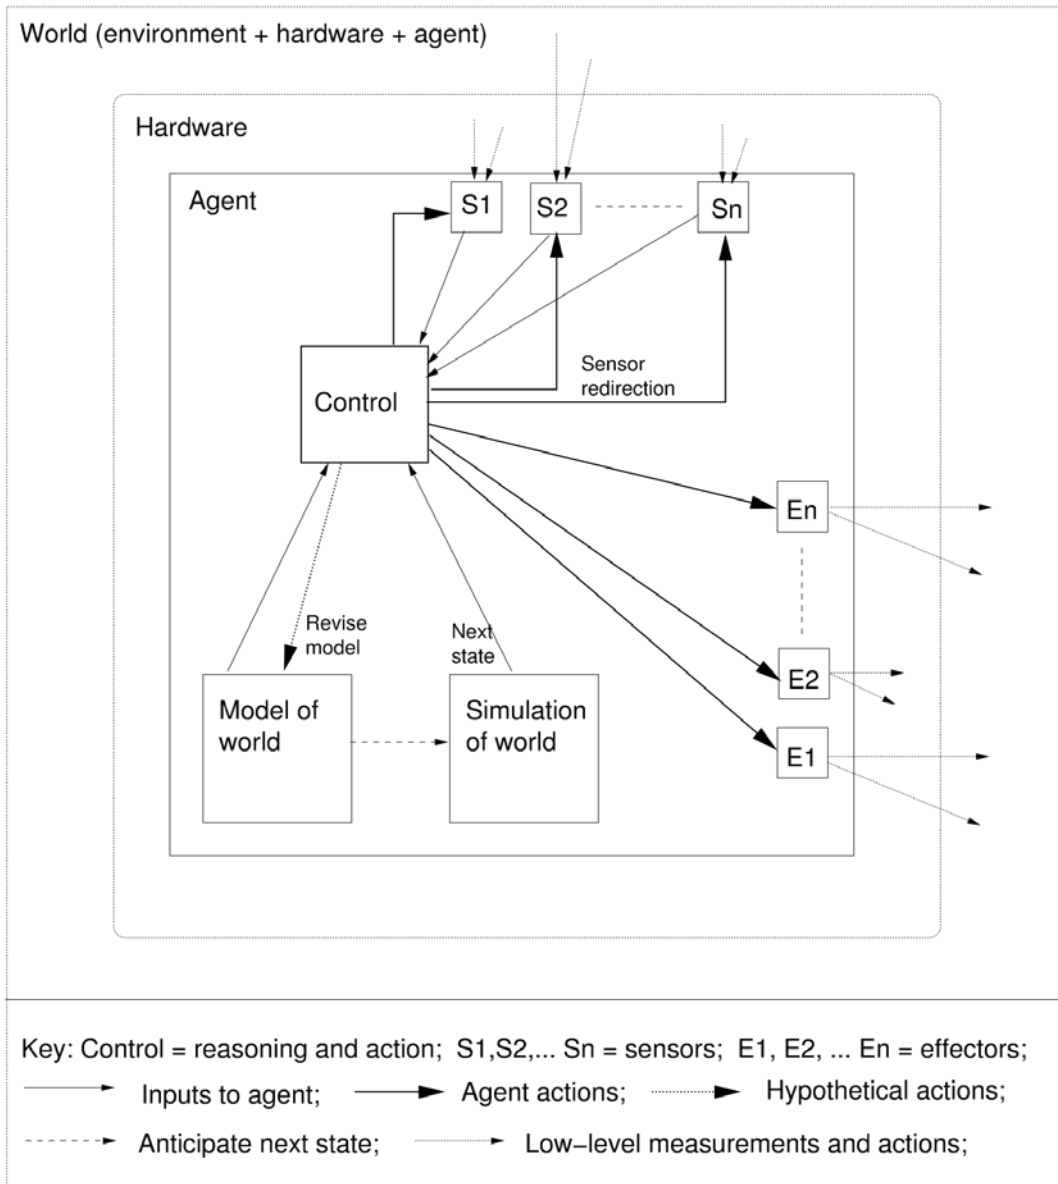 World (environment + hardware + agent)
Hardware
Agent
S1
S2
Sn
Control
Sensor
redirection
En
Revise
model
Next
state
E2
Model of
world
Simulation
of world
E1
Key: Control = reasoning and action; S1,S2,... Sn = sensors; E1, E2, ... En = effectors;
Inputs to agent;
Agent actions;
Hypothetical actions;
Anticipate next state;
Low−level measurements and actions;